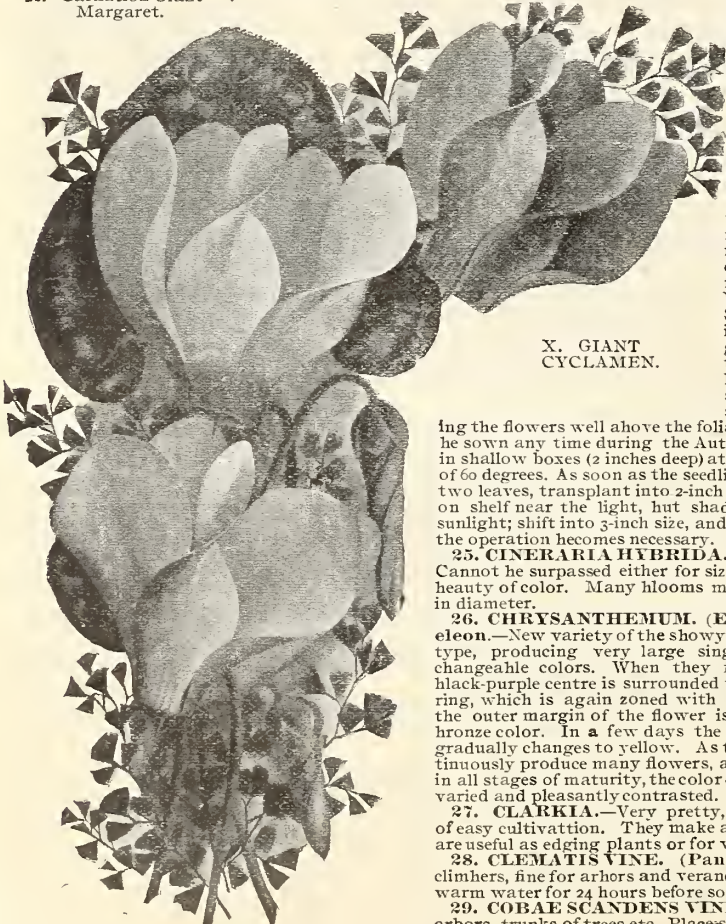 Margaret.
X. GIANT
CYCLAMEN.
ing the flowers well above the folia
be sown any time during the Aut
in shallow boxes (2 inches deep) at
of 60 degrees. As soon as the seedli
two leaves, transplant into 2-inch
on shelf near the light, but shad
sunlight; shift into 3-inch size, and
the operation becomes necessary.
25. CINERARIA HYBRIDA.
Cannot be surpassed either for siz
beauty of color. Many blooms m
in diameter.
26. CHRYSANTHEMUM. (E
eleon.—New variety of the showy
type, producing very large sing
changeable colors. When they
black-purple centre is surrounded
ring, which is again zoned with
the outer margin of the flower is
bronze color. In a few days the
gradually changes to yellow. As t
tinuously produce many flowers, a
in all stages of maturity, the color
varied and pleasantly contrasted.
27. CLARKIA.—Very pretty,
of easy cultivattion. They make a
are useful as edging plants or for v
28. CLEMATIS VINE. (Pan
climbers, fine for arbors and veran
warm water for 24 hours before so
29. COBAE SCANDENS VIN
arbors, trunks of trees etc.